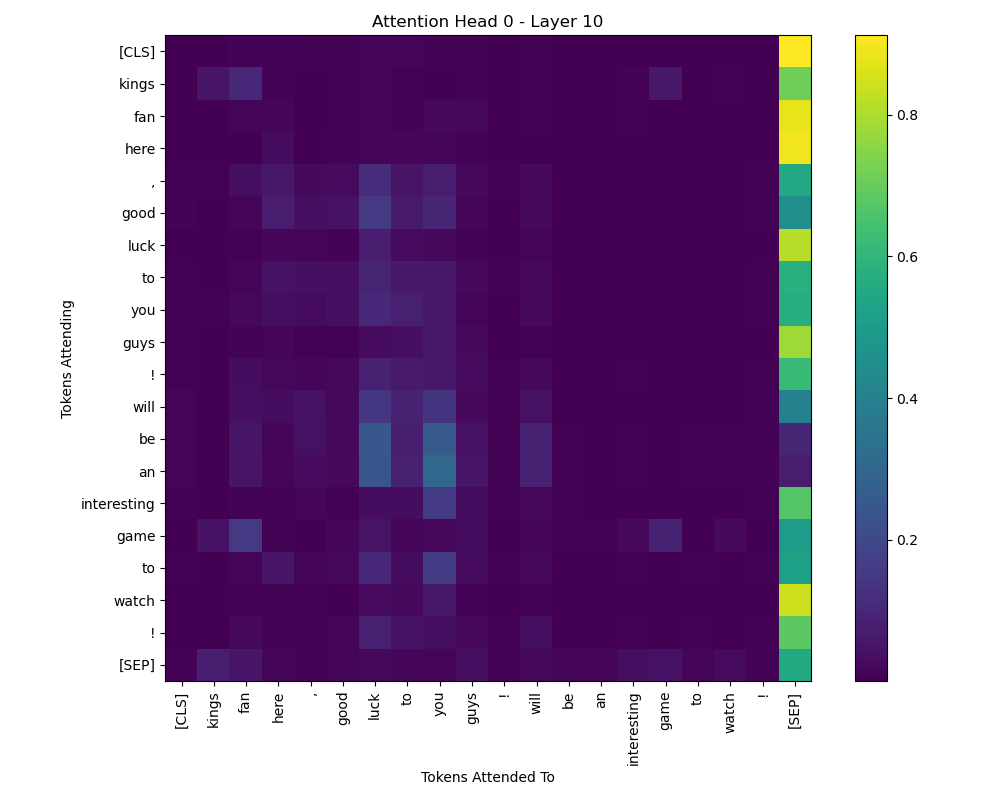 Attention Head 0 - Layer 10
Tokens Attending
[CLS]
kings
fan
here
,
good
luck
to
you
guys
!
will
be
an
interesting
game
to
watch
!
[SEP]
[CLS]
kings
fan
here
,
good
luck
to
you
guys
!
will
be
an
interesting
game
to
watch
!
[SEP]
Tokens Attended To
0.8
0.6
0.4
0.2